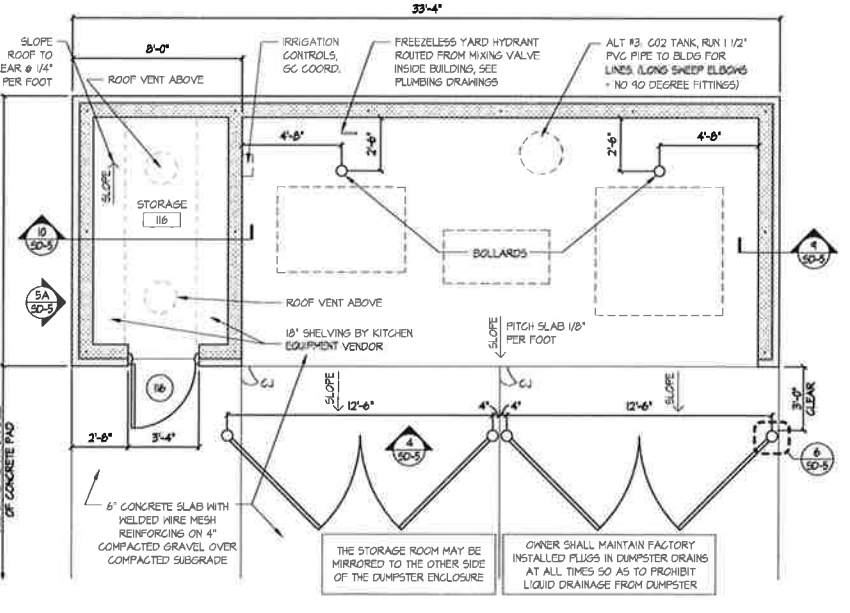 33'-4"
SLOPE
ROOF TO
EAR @ 1/4"
PER FOOT
8'-0"
ROOF VENT ABOVE
IRRIGATION
CONTROLS,
GC COORD.
FREEZELESS YARD HYDRANT
ROUTED FROM MIXING VALVE
INSIDE BUILDING, SEE
PLUMBING DRAWINGS
ALT #3: CO2 TANK, RUN 1 1/2"
PVC PIPE TO BLDG FOR
LINES. (LONG SWEEP ELBOWS
- NO 90 DEGREE FITTINGS)
4'-8"
2'-6"
2'-6"
4'-8"
SLOPE
STORAGE
116
10
SD-5
9
SD-5
BOLLARDS
5A
SD-5
ROOF VENT ABOVE
18" SHELVING BY KITCHEN
EQUIPMENT VENDOR
SLOPE
PITCH SLAB 1/8"
PER FOOT
116
CJ
CJ
SLOPE
SLOPE
3'-0"
CLEAR
12'-6"
4"
4"
12'-6"
2'-8"
3'-4"
4
SD-5
6
SD-5
OF CONCRETE PAD
6" CONCRETE SLAB WITH
WELDED WIRE MESH
REINFORCING ON 4"
COMPACTED GRAVEL OVER
COMPACTED SUBGRADE
THE STORAGE ROOM MAY BE
MIRRORED TO THE OTHER SIDE
OF THE DUMPSTER ENCLOSURE
OWNER SHALL MAINTAIN FACTORY
INSTALLED PLUGS IN DUMPSTER DRAINS
AT ALL TIMES SO AS TO PROHIBIT
LIQUID DRAINAGE FROM DUMPSTER